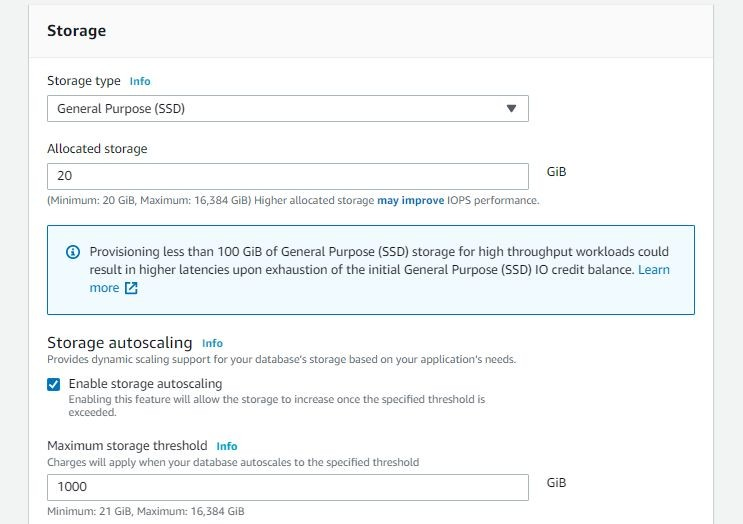 Storage
Storage type Info
General Purpose (SSD)
Allocated storage
20
GiB
(Minimum: 20 GiB, Maximum: 16,384 GiB) Higher allocated storage may improve IOPS performance.
Provisioning less than 100 GiB of General Purpose (SSD) storage for high throughput workloads could
result in higher latencies upon exhaustion of the initial General Purpose (SSD) IO credit balance. Learn
more
Storage autoscaling Info
Provides dynamic scaling support for your database's storage based on your application's needs.
Enable storage autoscaling
Enabling this feature will allow the storage to increase once the specified threshold is
exceeded.
Maximum storage threshold Info
Charges will apply when your database autoscales to the specified threshold
1000
GiB
Minimum: 21 GiB, Maximum: 16,384 GiB